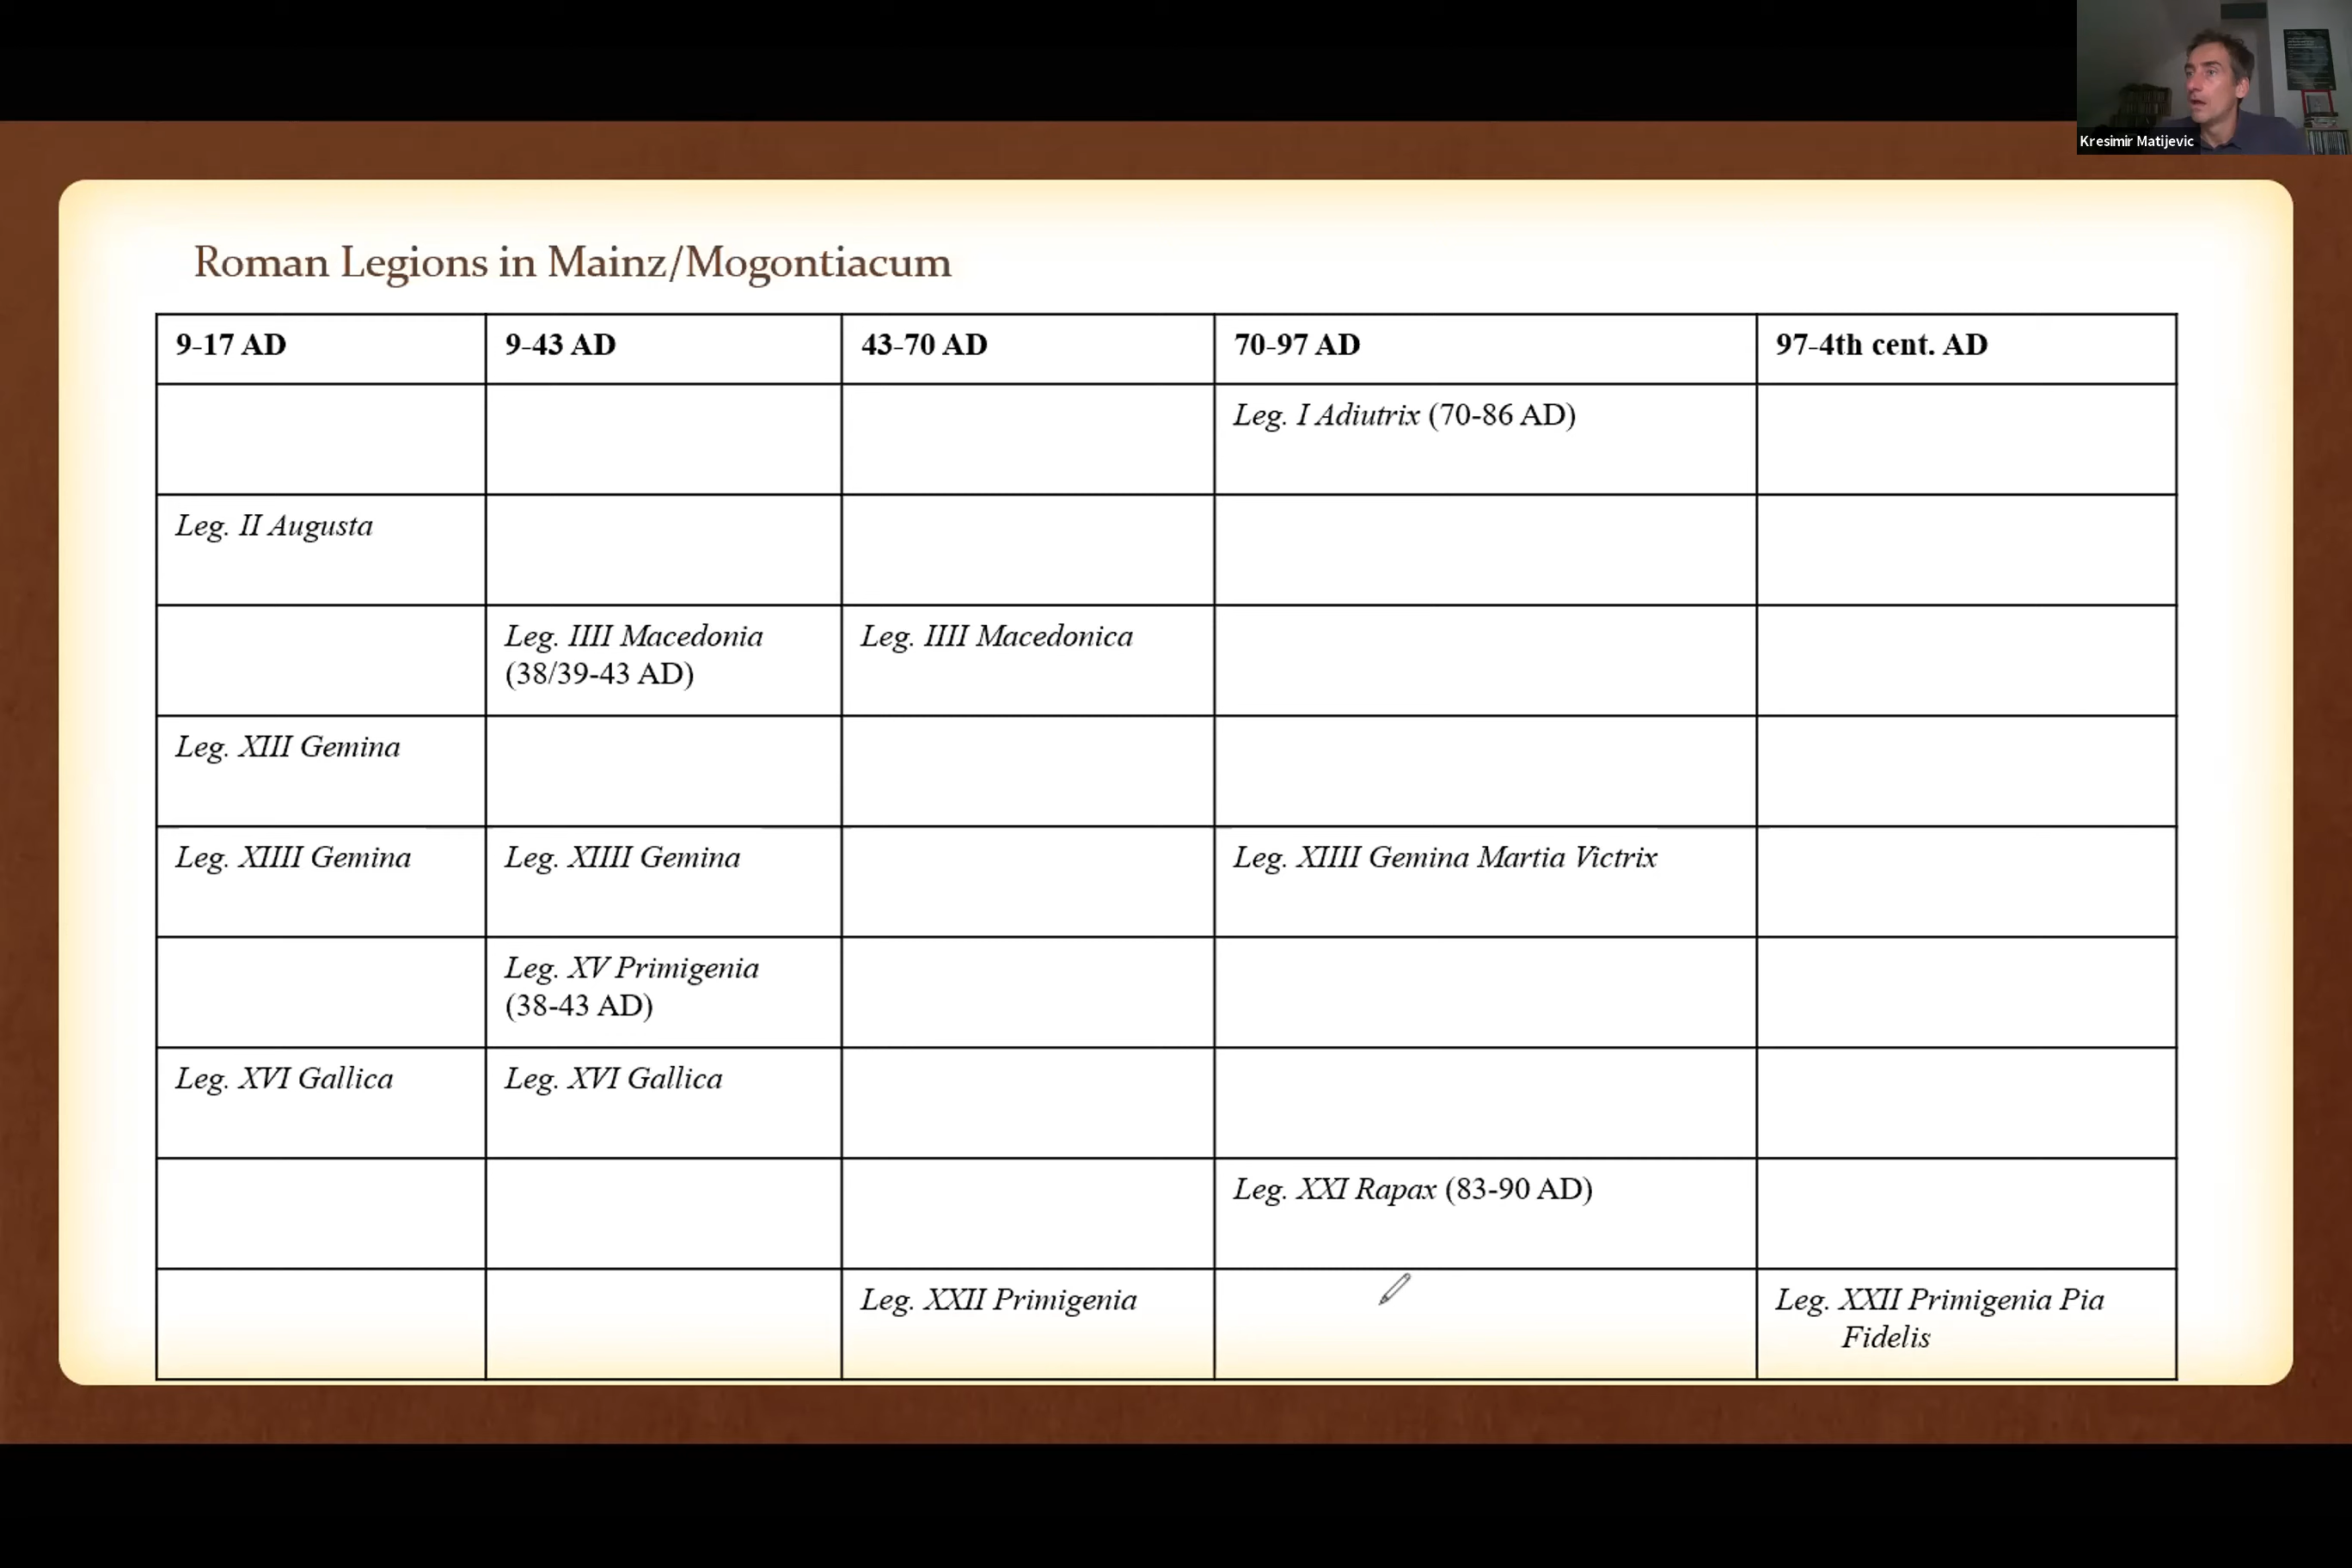 Kresimir Matijevic
Roman Legions in Mainz/Mogontiacum
9-17 AD
9-43 AD
43-70 AD
70-97 AD
97-4th cent. AD
Leg. I Adiutrix (70-86 AD)
Leg. II Augusta
Leg. IIII Macedonia
(38/39-43 AD)
Leg. IIII Macedonica
Leg. XIII Gemina
Leg. XIIII Gemina
Leg. XIIII Gemina
Leg. XIIII Gemina Martia Victrix
Leg. XV Primigenia
(38-43 AD)
Leg. XVI Gallica
Leg. XVI Gallica
Leg. XXI Rapax (83-90 AD)
Leg. XXII Primigenia
Leg. XXII Primigenia Pia
Fidelis